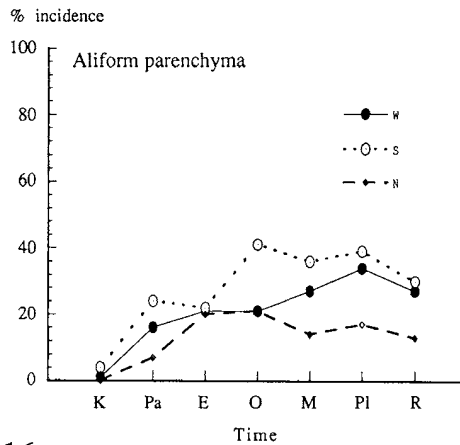 % incidence
100
Aliform parenchyma
80
W
S
60
N
40
20
0
K Pa E O M Pl R
Time